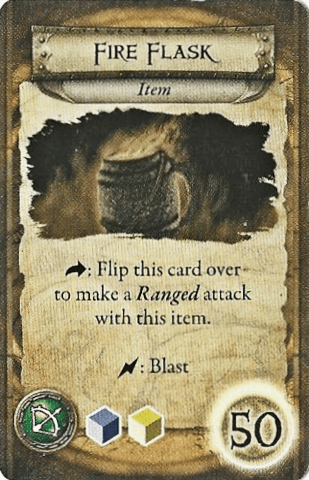 FIRE FLASK
Item
: Flip this card over
to make a Ranged attack
with this item.
: Blast
50